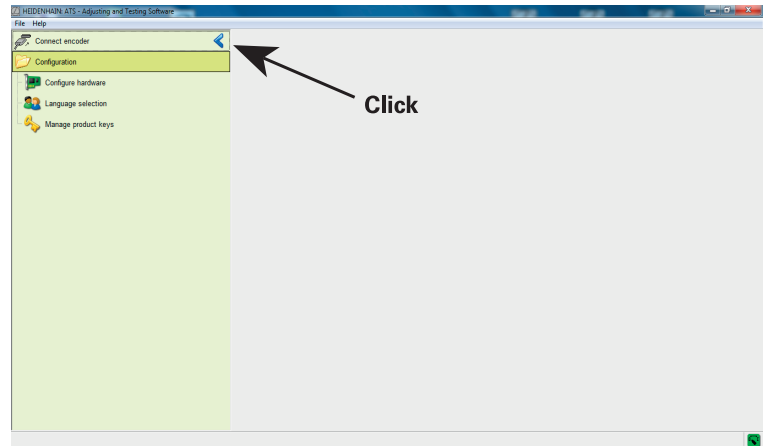 HEIDENHAIN: ATS - Adjusting and Testing Software
File Help
Connect encoder
Configuration
Click
Configure hardware
Language selection
Manage product keys